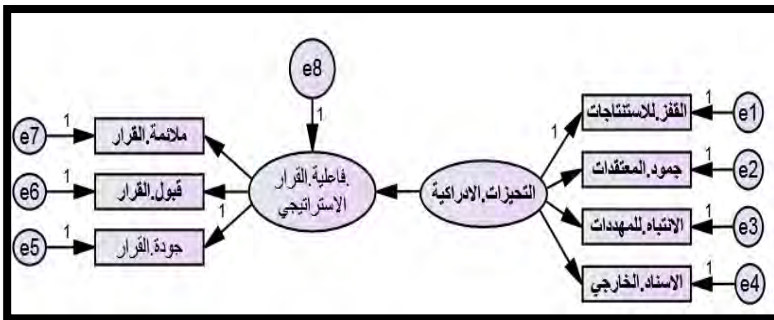 e8
1
القفز.للاستنتاجات
1
1
e1
جمود.المعتقدات
1
e2
الانتباه.للمهددات
1
e3
الاسناد.الخارجي
1
e4
التحيزات.الادراكية
.فاعلية.القرار
الاستراتيجي
ملائمة.القرار
1
e7
قبول.القرار
1
e6
جودة.القرار
1
1
e5